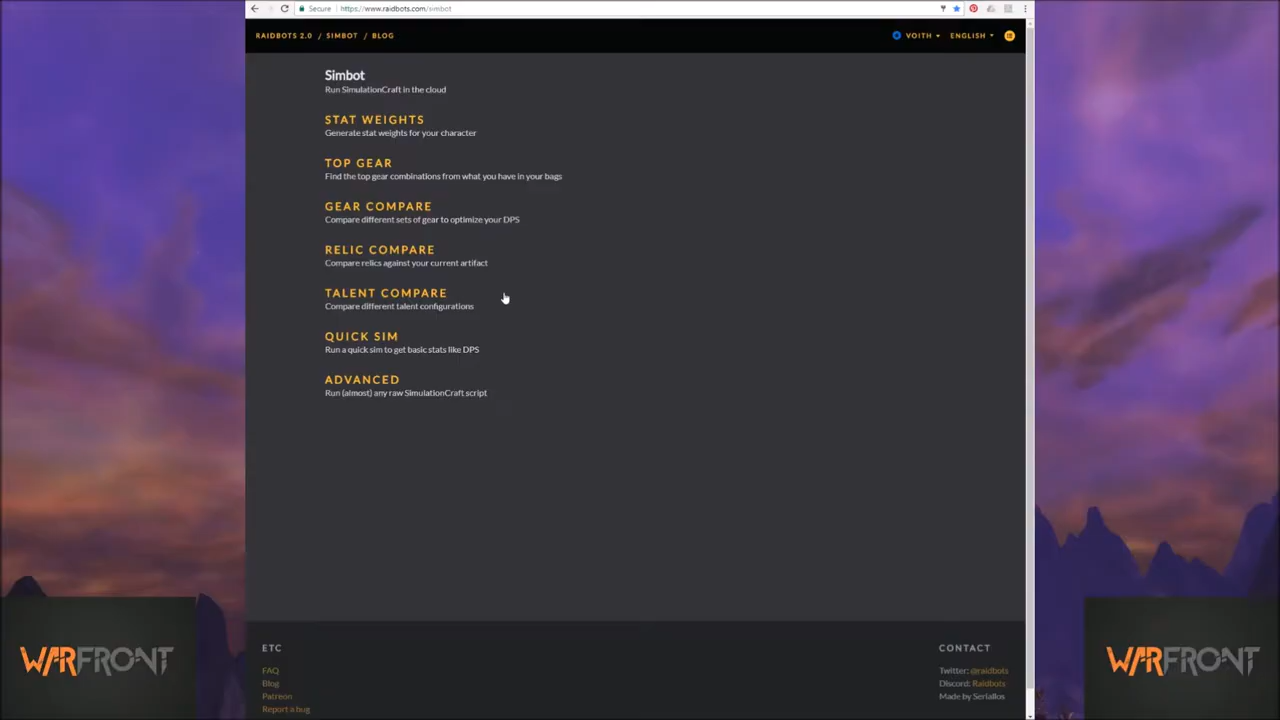 Secure
https://www.raidbots.com/simbot
RAIDBOTS 2.0 / SIMBOT / BLOG
VOITH
ENGLISH
Simbot
Run SimulationCraft in the cloud
STAT WEIGHTS
Generate stat weights for your character
TOP GEAR
Find the top gear combinations from what you have in your bags
GEAR COMPARE
Compare different sets of gear to optimize your DPS
RELIC COMPARE
Compare relics against your current artifact
TALENT COMPARE
Compare different talent configurations
QUICK SIM
Run a quick sim to get basic stats like DPS
ADVANCED
Run (almost) any raw SimulationCraft script
ETC
FAQ
Blog
Patreon
Report a bug
CONTACT
Twitter: @raidbots
Discord: Raidbots
Made by Seriallos
WARFRONT
WARFRONT